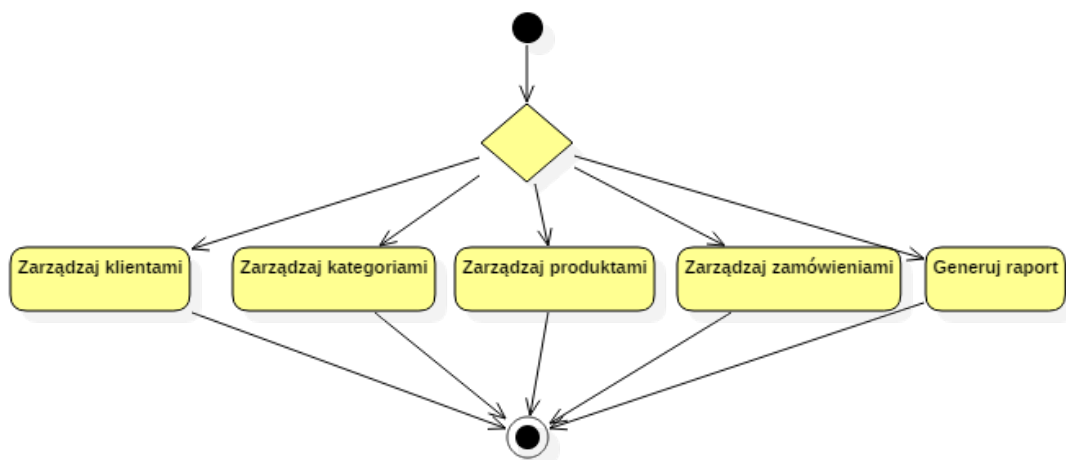 Zarządzaj klientami
Zarządzaj kategoriami
Zarządzaj produktami
Zarządzaj zamówieniami
Generuj raport